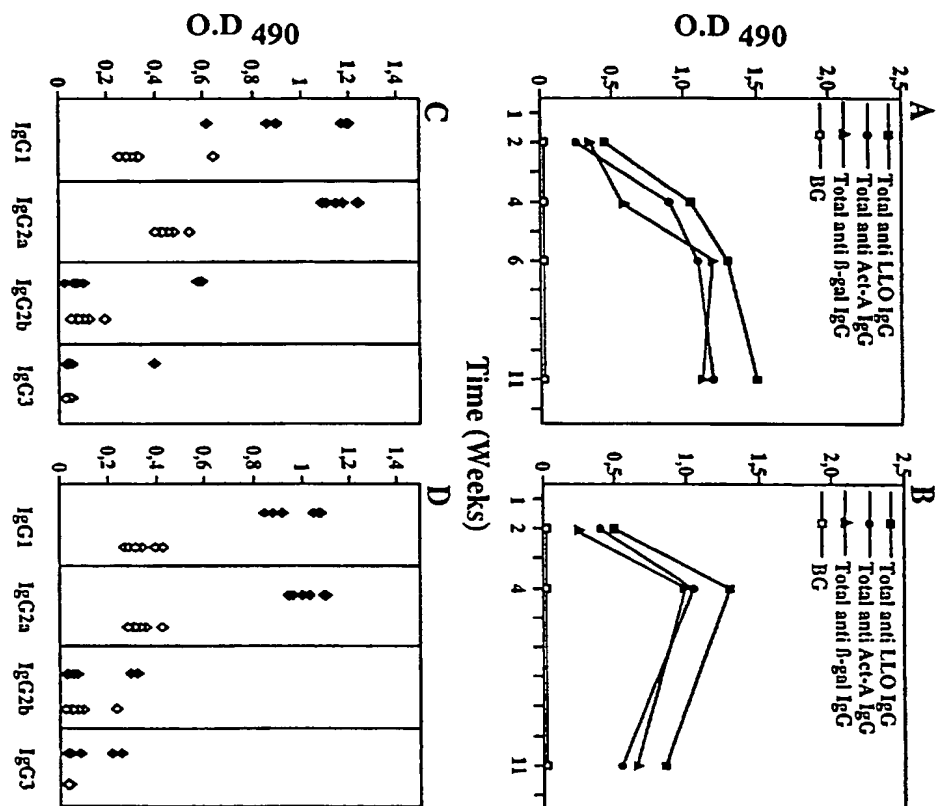 A
O.D 490
2,5
2,0
1,5
1,0
0,5
0
1
2
4
6
11
Total anti LLO IgG
Total anti Act-A IgG
Total anti ß-gal IgG
BG
B
2,5
2,0
1,5
1,0
0,5
0
1
2
4
11
Total anti LLO IgG
Total anti Act-A IgG
Total anti ß-gal IgG
BG
Time (Weeks)
C
O.D 490
1,4
1,2
1
0,8
0,6
0,4
0,2
0
IgG1
IgG2a
IgG2b
IgG3
D
1,4
1,2
1
0,8
0,6
0,4
0,2
0
IgG1
IgG2a
IgG2b
IgG3